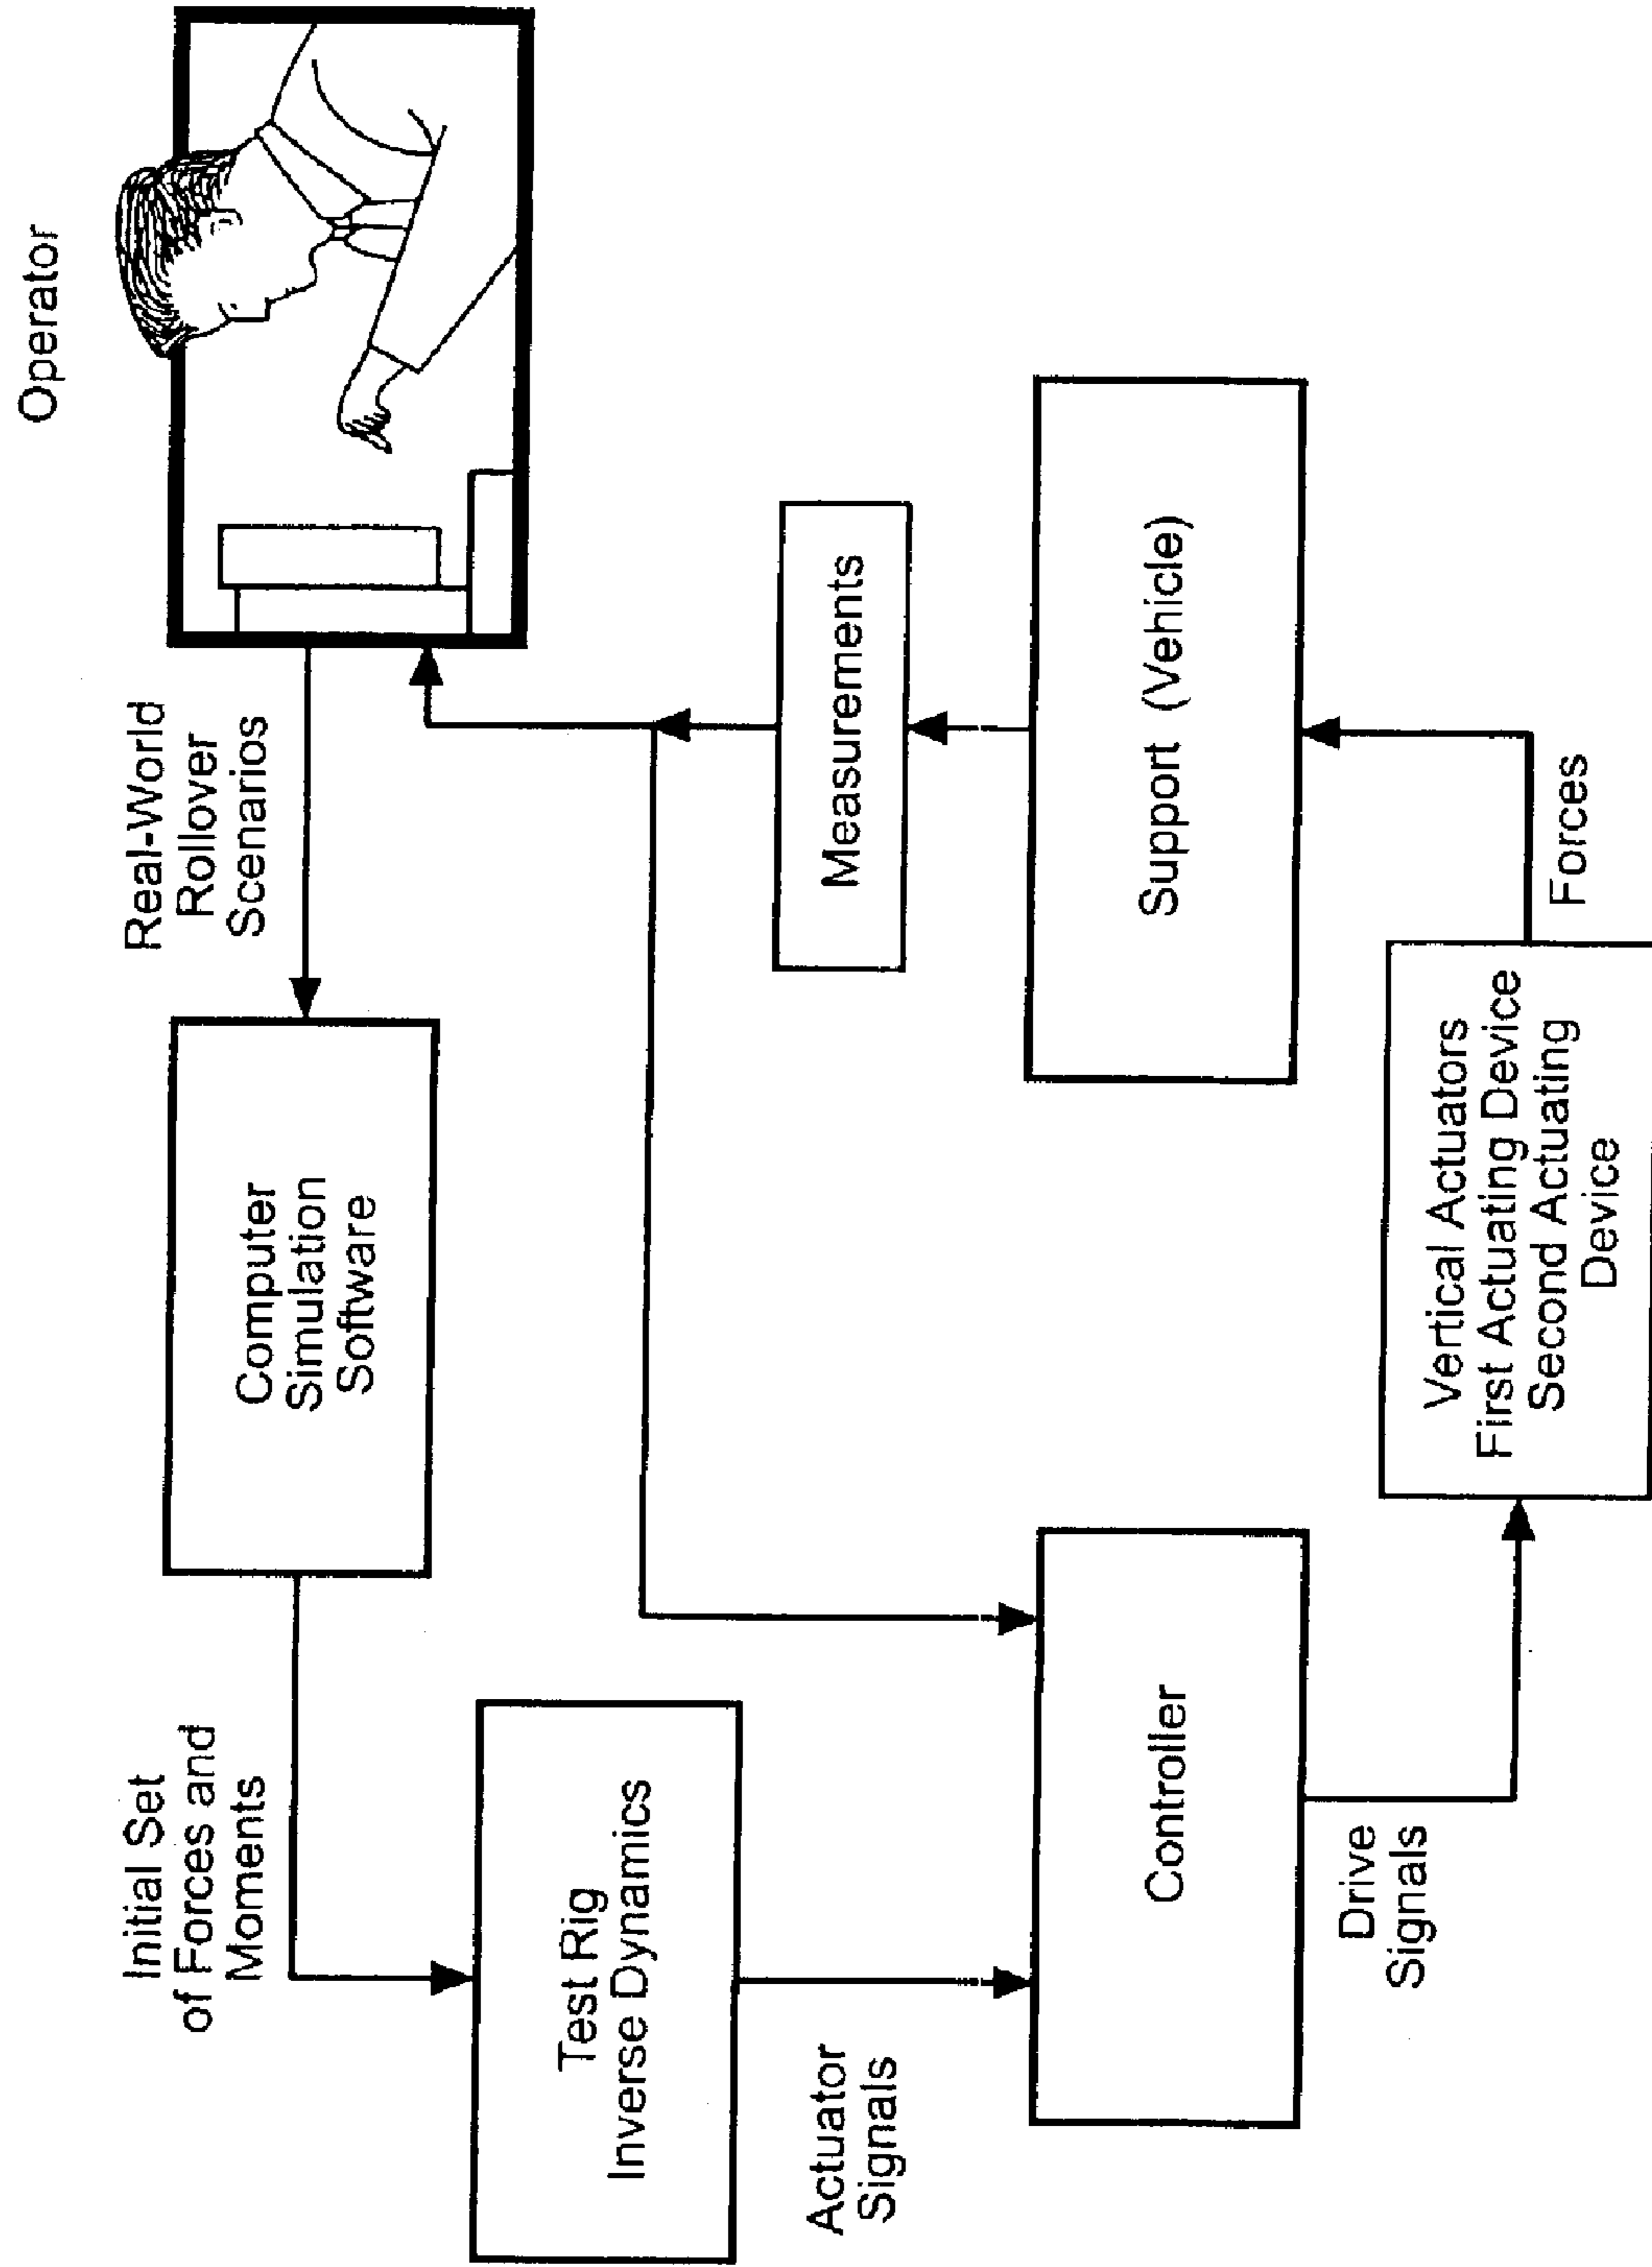 Operator
Real-World
Rollover
Scenarios
Computer
Simulation
Software
Initial Set
of Forces and
Moments
Test Rig
Inverse Dynamics
Actuator
Signals
Controller
Drive
Signals
Vertical Actuators
First Actuating Device
Second Actuating
Device
Forces
Support (Vehicle)
Measurements